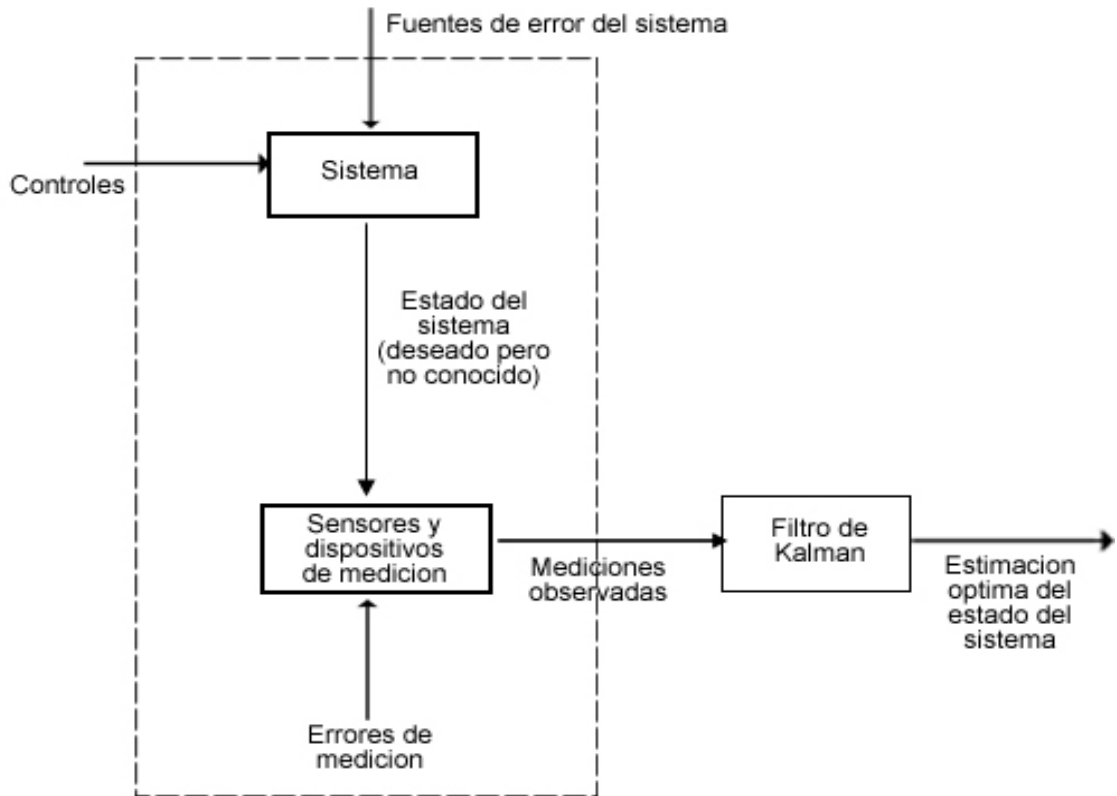 Fuentes de error del sistema
Sistema
Controles
Estado del
sistema
(deseado pero
no conocido)
Sensores y
dispositivos
de medicion
Mediciones
observadas
Filtro de
Kalman
Estimacion
optima del
estado del
sistema
Errores de
medicion